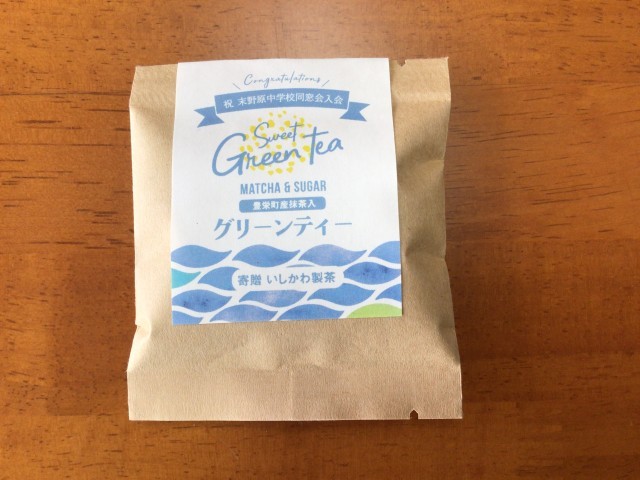 Congratulations
祝 末野原中学校同窓会入会
Sweet
Green tea
MATCHA & SUGAR
豊栄町産抹茶入
グリーンティー
寄贈 いしかわ製茶